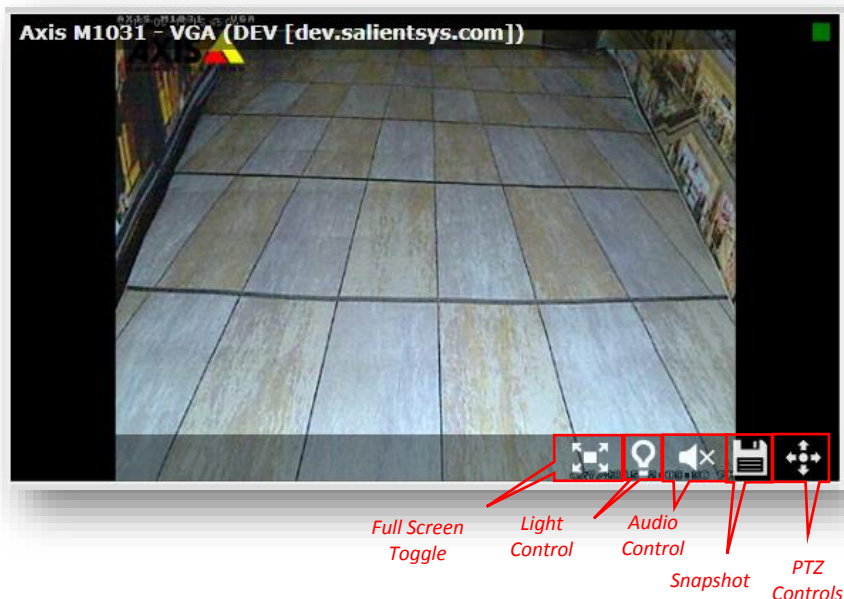 Axis M1031 - VGA (DEV [dev.salientsys.com])
AXIS
Full Screen
Toggle
Light
Control
Audio
Control
Snapshot
PTZ
Controls